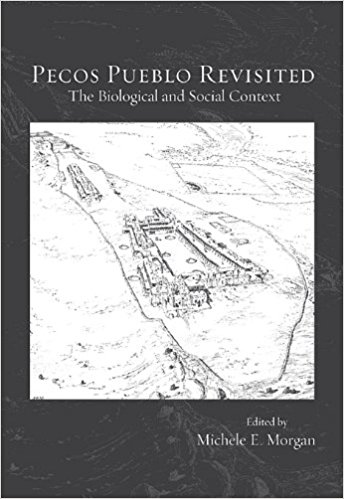 PECOS PUEBLO REVISITED
The Biological and Social Context
Edited by
Michele E. Morgan